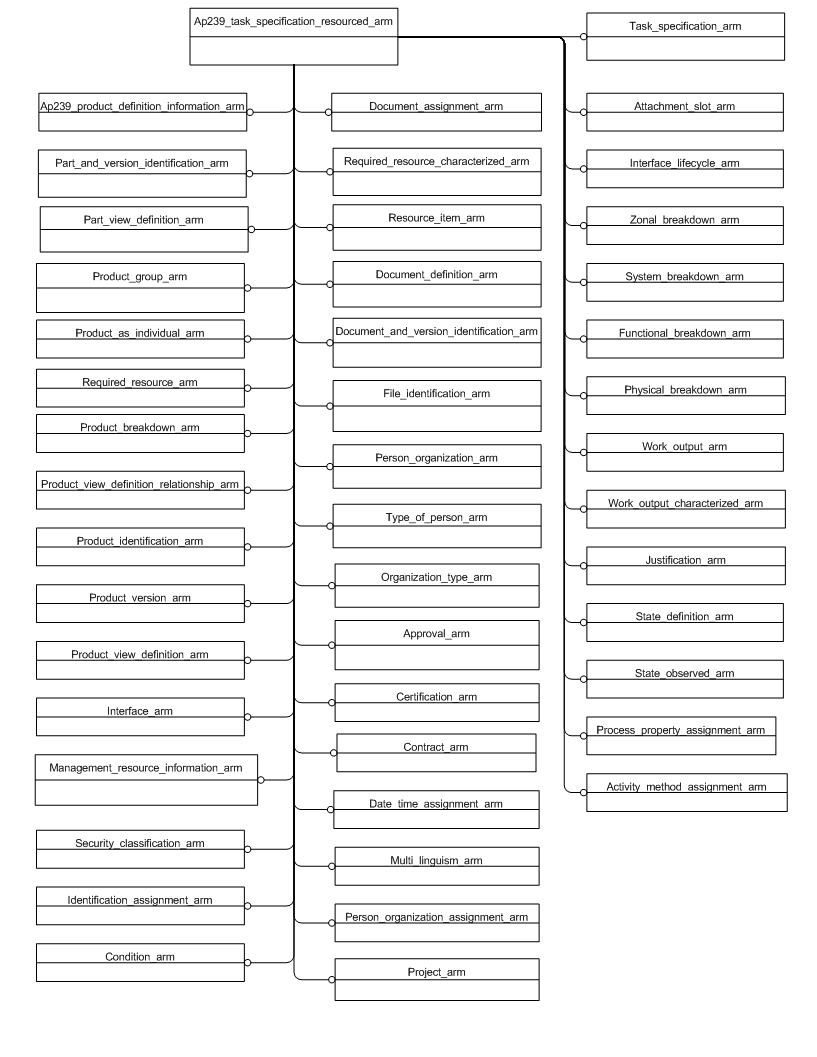 Ap239_task_specification_resourced_arm
Task_specification_arm
Ap239_product_definition_information_arm
Document_assignment_arm
Attachment_slot_arm
Part_and_version_identification_arm
Required_resource_characterized_arm
Interface_lifecycle_arm
Part_view_definition_arm
Resource_item_arm
Zonal_breakdown_arm
Product_group_arm
Document_definition_arm
System_breakdown_arm
Product_as_individual_arm
Document_and_version_identification_arm
Functional_breakdown_arm
Required_resource_arm
File_identification_arm
Physical_breakdown_arm
Product_breakdown_arm
Person_organization_arm
Work_output_arm
Product_view_definition_relationship_arm
Type_of_person_arm
Work_output_characterized_arm
Product_identification_arm
Organization_type_arm
Justification_arm
Product_version_arm
Approval_arm
State_definition_arm
Product_view_definition_arm
Certification_arm
State_observed_arm
Interface_arm
Contract_arm
Process_property_assignment_arm
Management_resource_information_arm
Date_time_assignment_arm
Activity_method_assignment_arm
Security_classification_arm
Multi_linguism_arm
Identification_assignment_arm
Person_organization_assignment_arm
Condition_arm
Project_arm